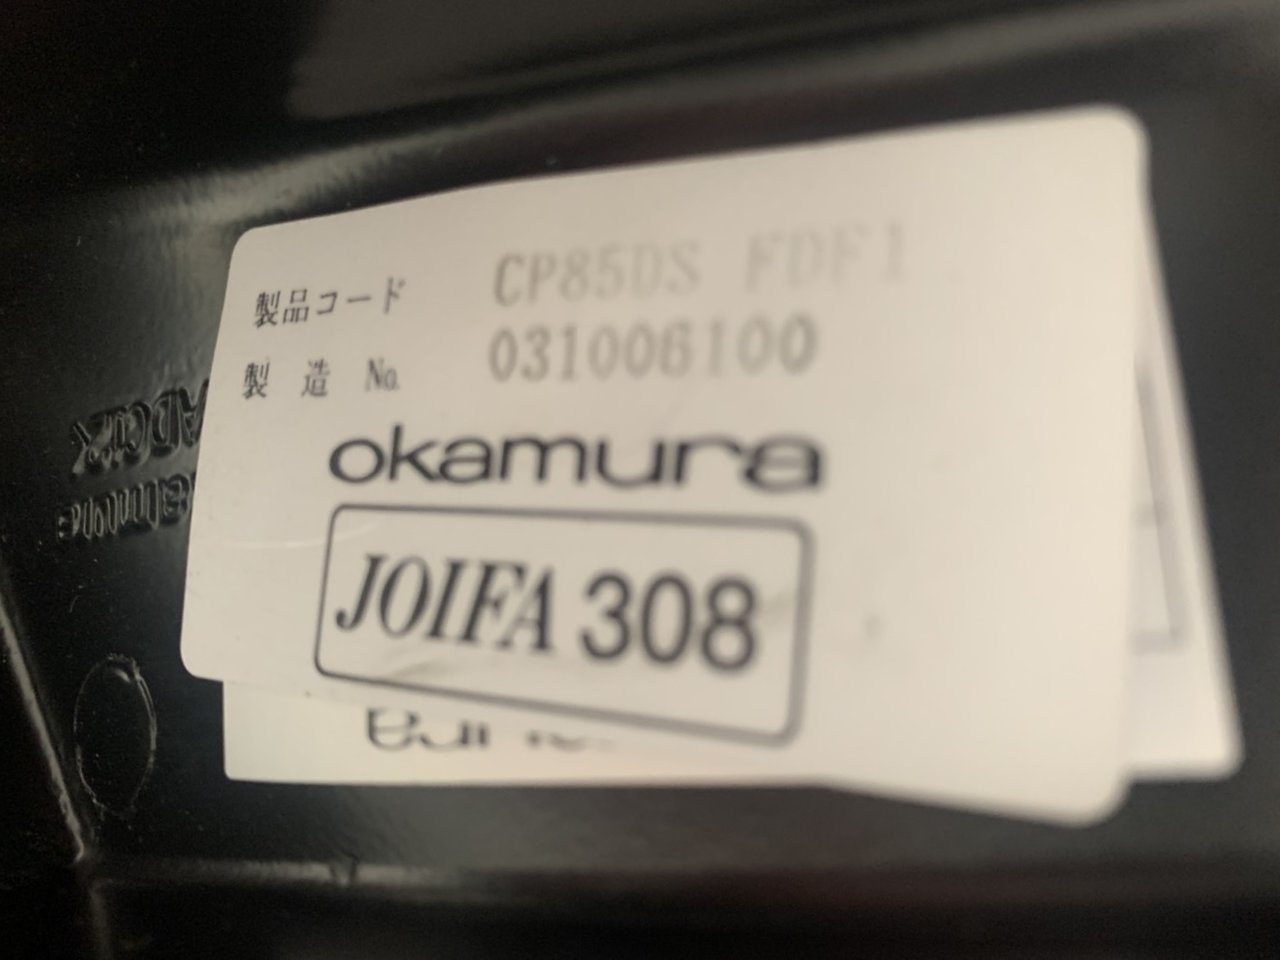 製品コード CP85DS FDF1
製 造 No. 031006100
okamura
JOIFA 308